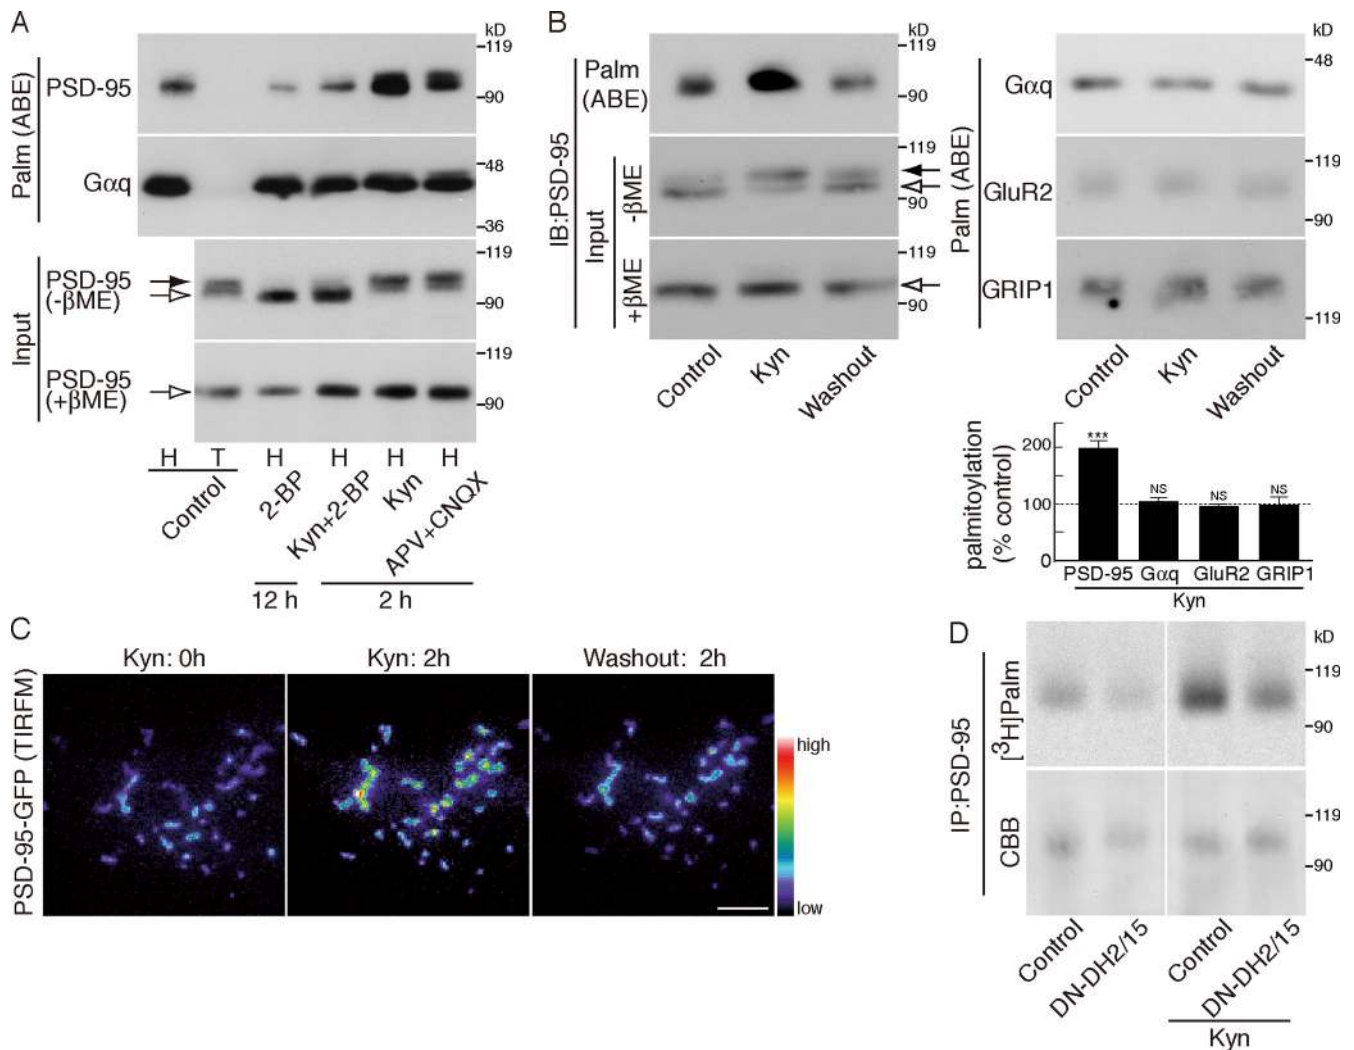 A
kD
Palm (ABE)
PSD-95
-119
-90
Gαq
-48
-36
Input
PSD-95
(-βME)
-119
-90
PSD-95
(+βME)
-119
-90
H T H H H H
Control
2-BP
Kyn+2-BP
Kyn
APV+CNQX
12 h
2 h
B
kD
IB:PSD-95
Palm
(ABE)
-119
-90
Input
-βME
-119
-90
+βME
-119
-90
Control
Kyn
Washout
kD
Palm (ABE)
Gαq
-48
GluR2
-119
-90
GRIP1
-119
Control
Kyn
Washout
palmitoylation
(% control)
200
100
0
***
NS
NS
NS
PSD-95 Gαq GluR2 GRIP1
Kyn
C
Kyn: 0h
Kyn: 2h
Washout: 2h
PSD-95-GFP (TIRFM)
high
low
D
kD
IP:PSD-95
[³H]Palm
-119
-90
CBB
-119
-90
Control
DN-DH2/15
Control
DN-DH2/15
Kyn